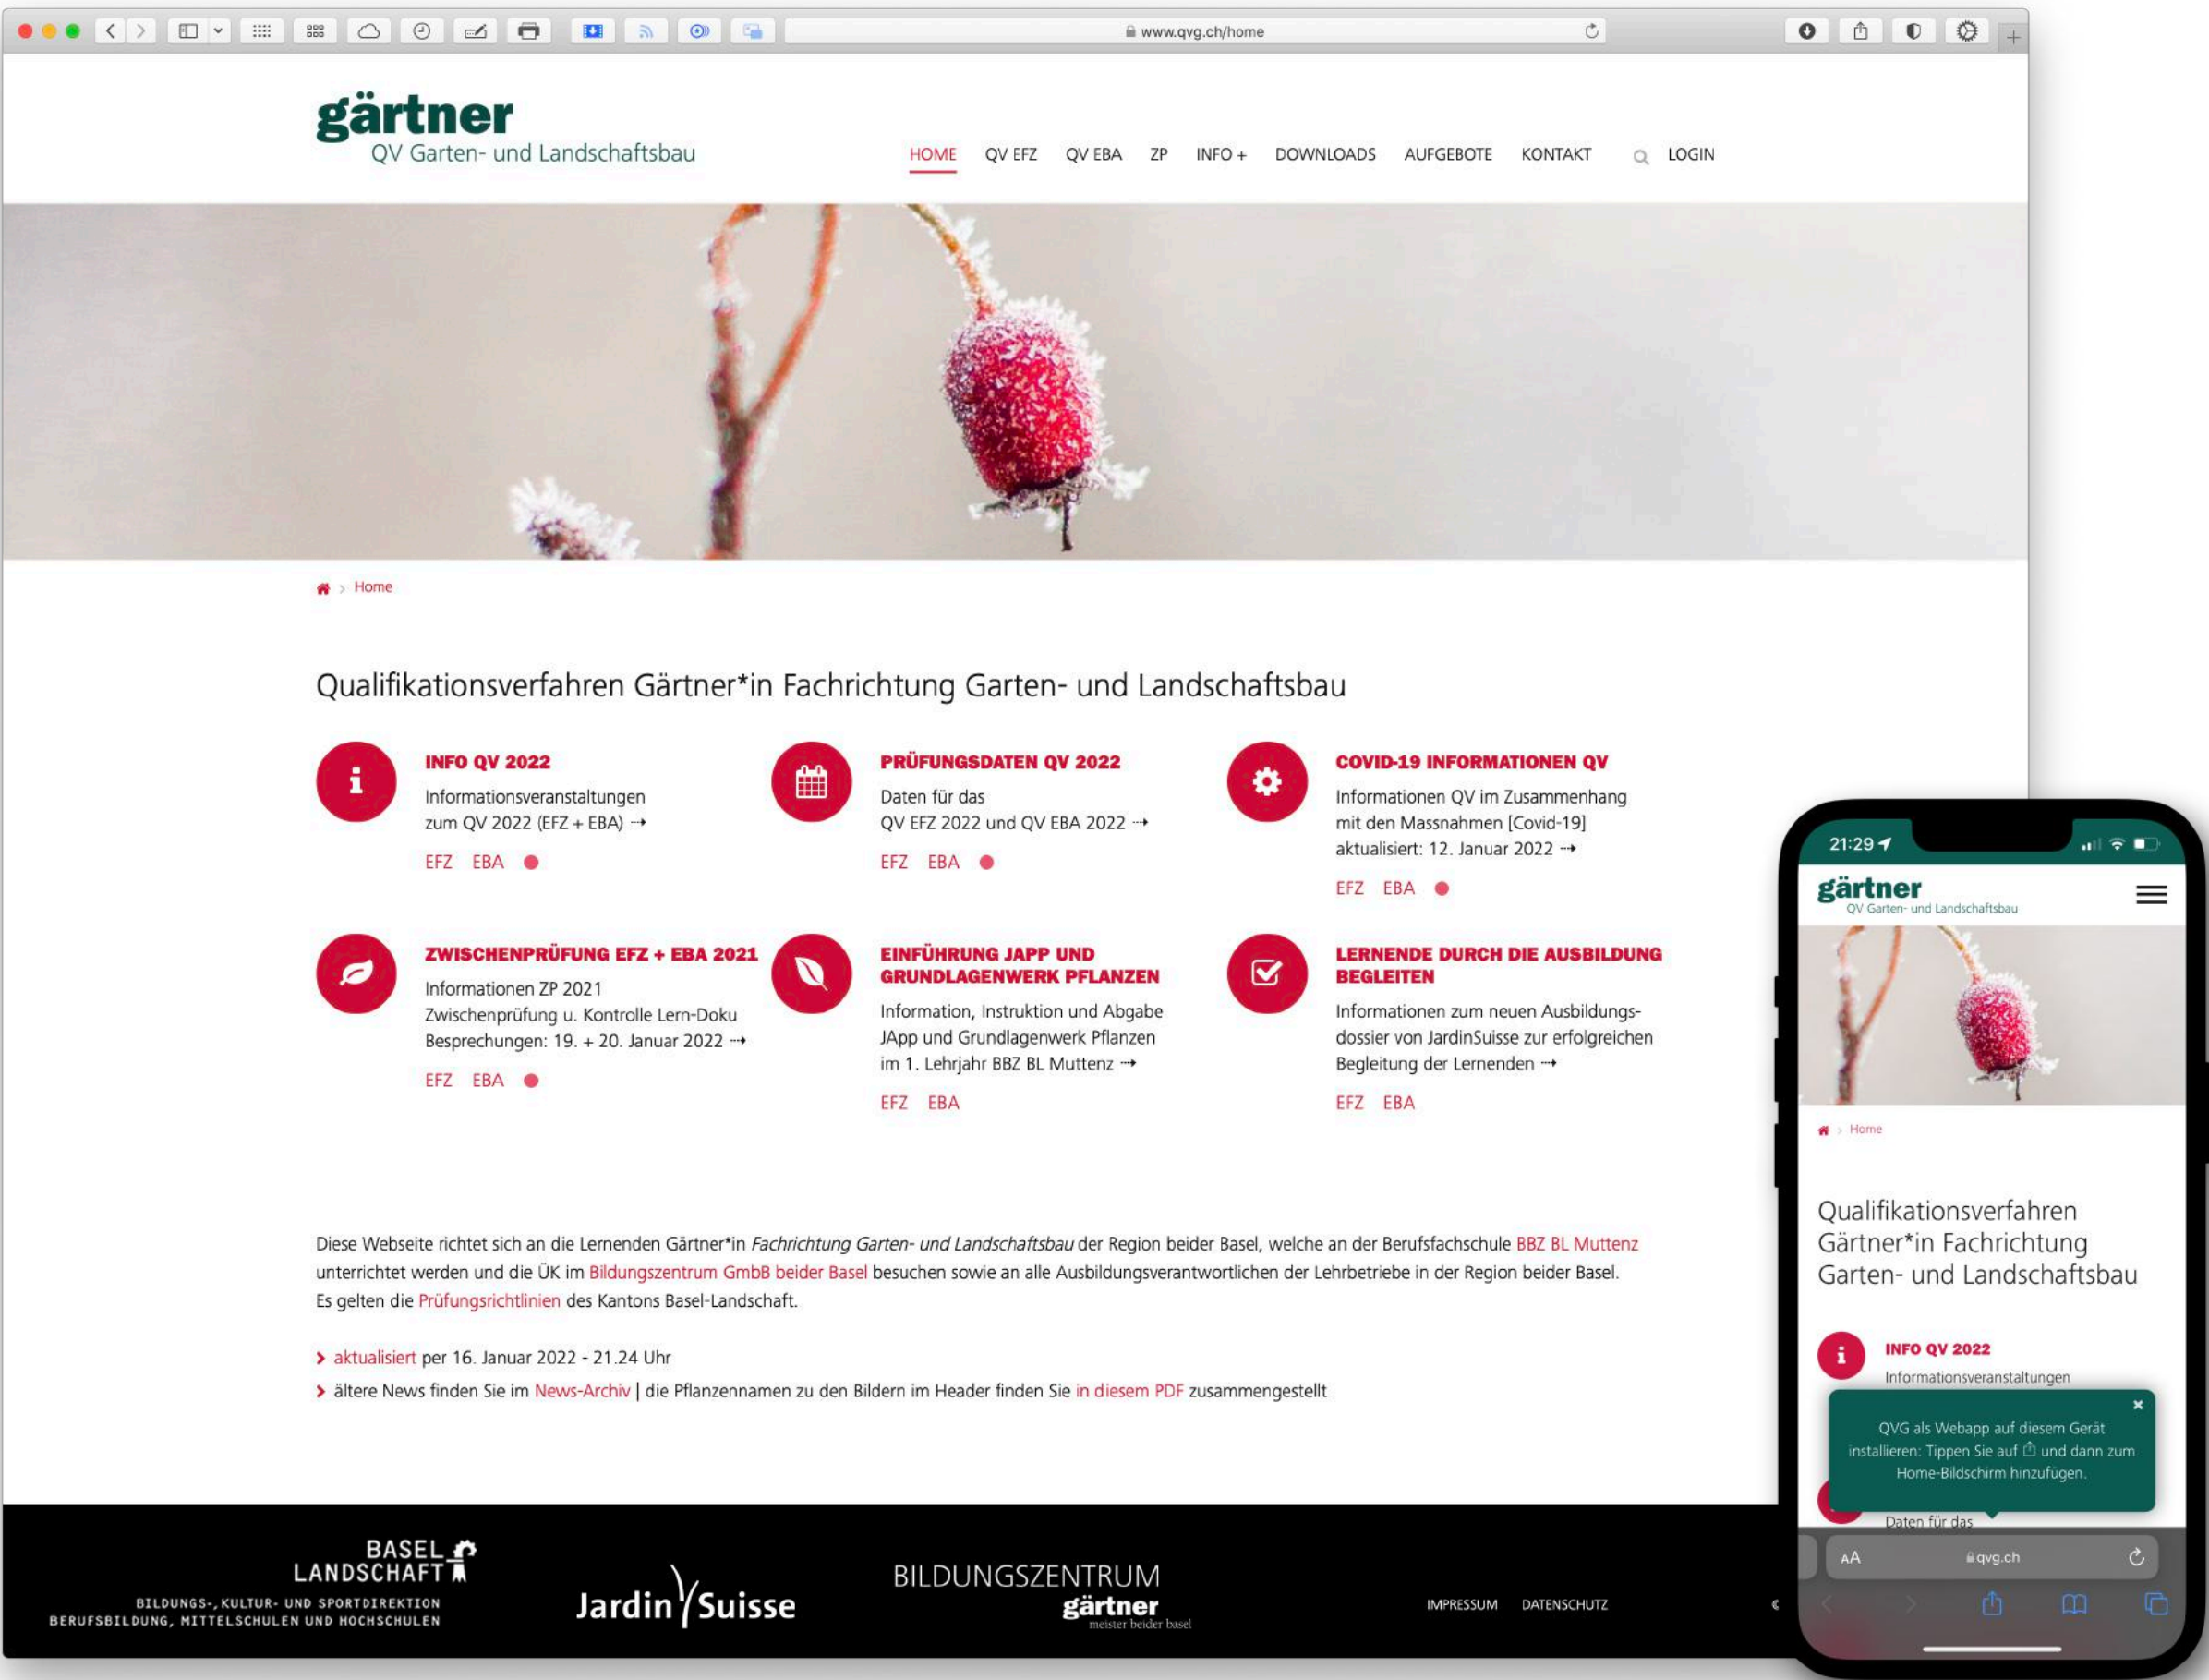 www.qvg.ch/home
gärtner
QV Garten- und Landschaftsbau
HOME QV EFZ QV EBA ZP INFO + DOWNLOADS AUFGEBOTE KONTAKT LOGIN
> Home
Qualifikationsverfahren Gärtner*in Fachrichtung Garten- und Landschaftsbau
INFO QV 2022
Informationsveranstaltungen
zum QV 2022 (EFZ + EBA) ⇢
EFZ EBA
PRÜFUNGSDATEN QV 2022
Daten für das
QV EFZ 2022 und QV EBA 2022 ⇢
EFZ EBA
COVID-19 INFORMATIONEN QV
Informationen QV im Zusammenhang
mit den Massnahmen [Covid-19]
aktualisiert: 12. Januar 2022 ⇢
EFZ EBA
ZWISCHENPRÜFUNG EFZ + EBA 2021
Informationen ZP 2021
Zwischenprüfung u. Kontrolle Lern-Doku
Besprechungen: 19. + 20. Januar 2022 ⇢
EFZ EBA
EINFÜHRUNG JAPP UND
GRUNDLAGENWERK PFLANZEN
Information, Instruktion und Abgabe
JApp und Grundlagenwerk Pflanzen
im 1. Lehrjahr BBZ BL Muttenz ⇢
EFZ EBA
LERNENDE DURCH DIE AUSBILDUNG
BEGLEITEN
Informationen zum neuen Ausbildungs-
dossier von JardinSuisse zur erfolgreichen
Begleitung der Lernenden ⇢
EFZ EBA
Diese Webseite richtet sich an die Lernenden Gärtner*in Fachrichtung Garten- und Landschaftsbau der Region beider Basel, welche an der Berufsfachschule BBZ BL Muttenz
unterrichtet werden und die ÜK im Bildungszentrum GmbB beider Basel besuchen sowie an alle Ausbildungsverantwortlichen der Lehrbetriebe in der Region beider Basel.
Es gelten die Prüfungsrichtlinien des Kantons Basel-Landschaft.
> aktualisiert per 16. Januar 2022 - 21.24 Uhr
> ältere News finden Sie im News-Archiv | die Pflanzennamen zu den Bildern im Header finden Sie in diesem PDF zusammengestellt
BASEL
LANDSCHAFT
BILDUNGS-, KULTUR- UND SPORTDIREKTION
BERUFSBILDUNG, MITTELSCHULEN UND HOCHSCHULEN
Jardin Suisse
BILDUNGSZENTRUM
gärtner
meister beider basel
IMPRESSUM DATENSCHUTZ
21:29
gärtner
QV Garten- und Landschaftsbau
> Home
Qualifikationsverfahren
Gärtner*in Fachrichtung
Garten- und Landschaftsbau
INFO QV 2022
Informationsveranstaltungen
QVG als Webapp auf diesem Gerät
installieren: Tippen Sie auf und dann zum
Home-Bildschirm hinzufügen.
Daten für das
AA qvg.ch